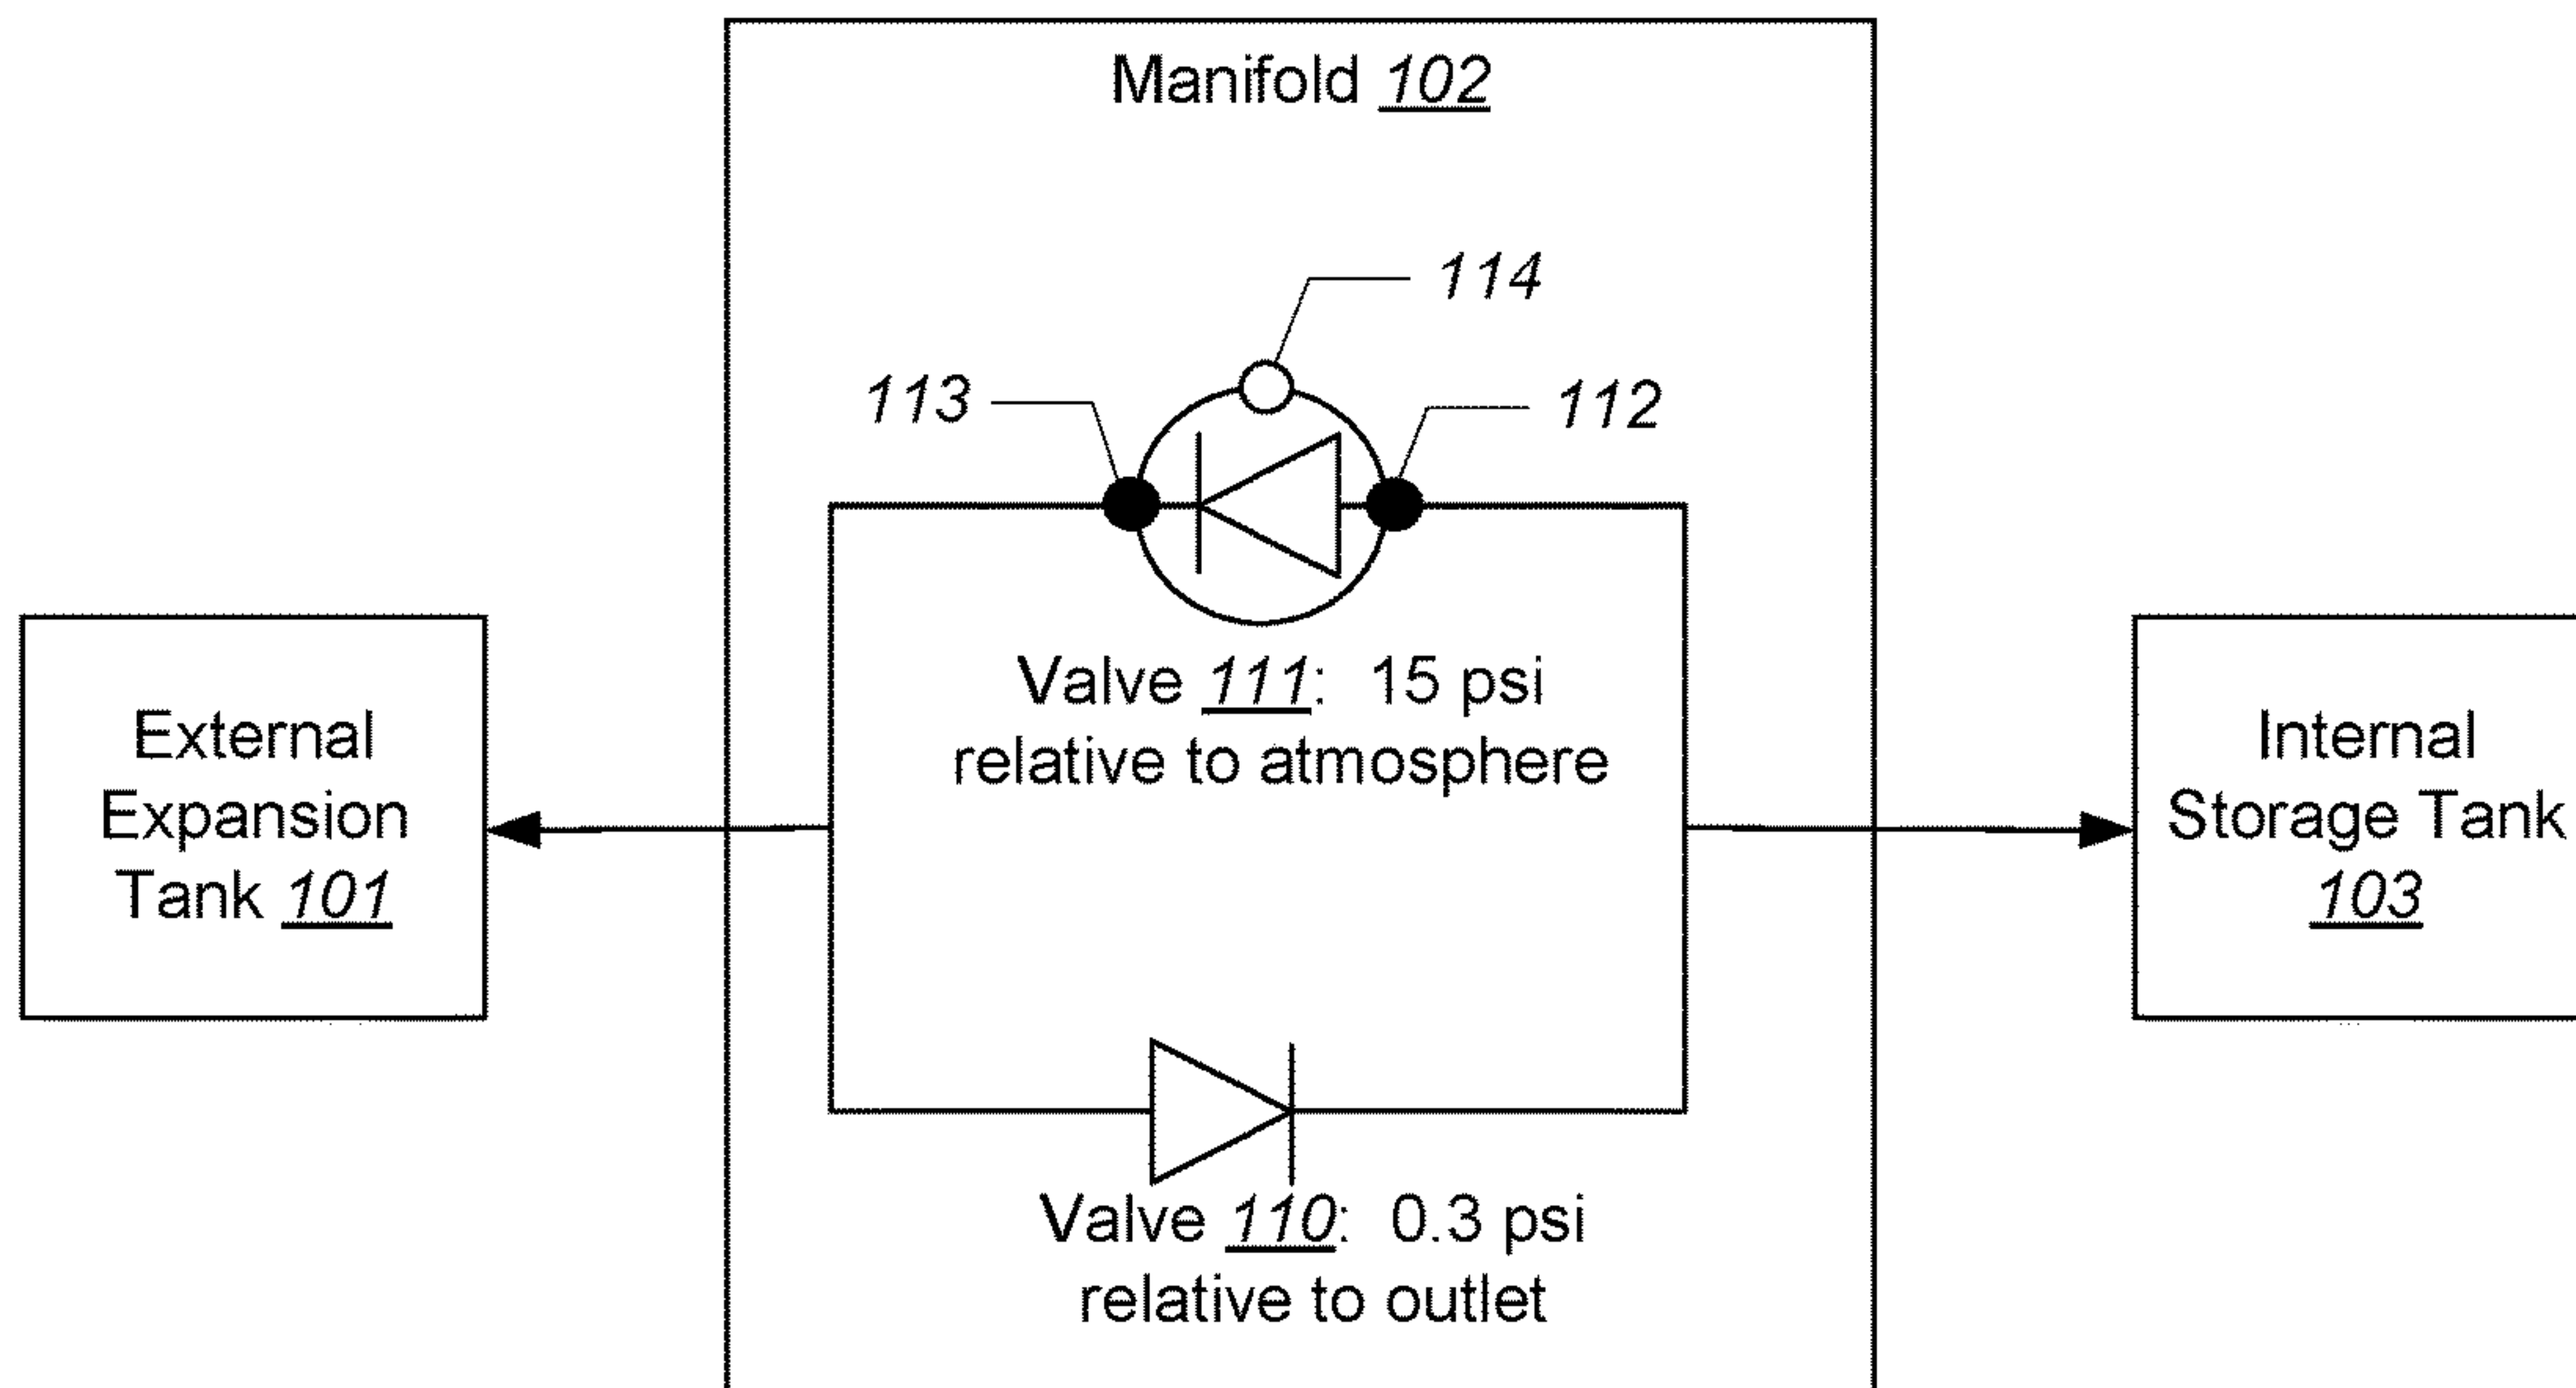 Manifold 102
114
113
112
Valve 111: 15 psi
relative to atmosphere
External
Expansion
Tank 101
Internal
Storage Tank
103
Valve 110: 0.3 psi
relative to outlet